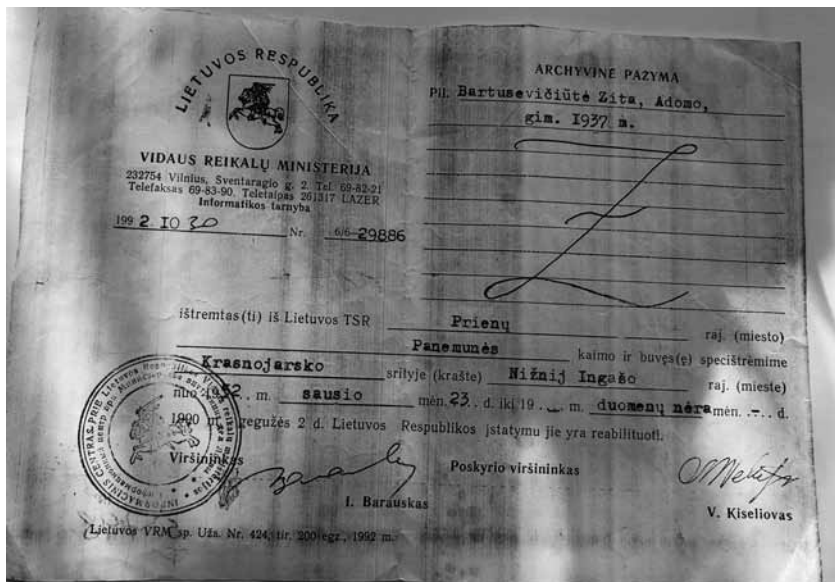 LIETUVOS RESPUBLIKA
VIDAUS REIKALŲ MINISTERIJA
232754 Vilnius, Šventaragio g. 2. Tel. 69-82-21
Telefaksas 69-83-90. Teletaipas 261317 LAZER
Informatikos tarnyba
1992 10 30 Nr. 6/6-29886
ARCHYVINĖ PAŽYMA
Pil. Bartusevičiūtė Zita, Adomo,
gim. I937 m.
ištremtas(ti) iš Lietuvos TSR Prienų raj. (miesto)
Panemunės kaimo ir buvęs(ę) specištrėmime
Krasnojarsko srityje (krašte) Nižnij Ingašo raj. (mieste)
nuo 1952. m. sausio mėn. 23. d. iki 19 m. duomenų nėra mėn. .-.. d.
1990 m. gegužės 2 d. Lietuvos Respublikos įstatymu jie yra reabilituoti.
Viršininkas
Poskyrio viršininkas
I. Barauskas
V. Kiseliovas
Lietuvos VRM sp. Užs. Nr. 424, tir. 200 egz., 1992 m.